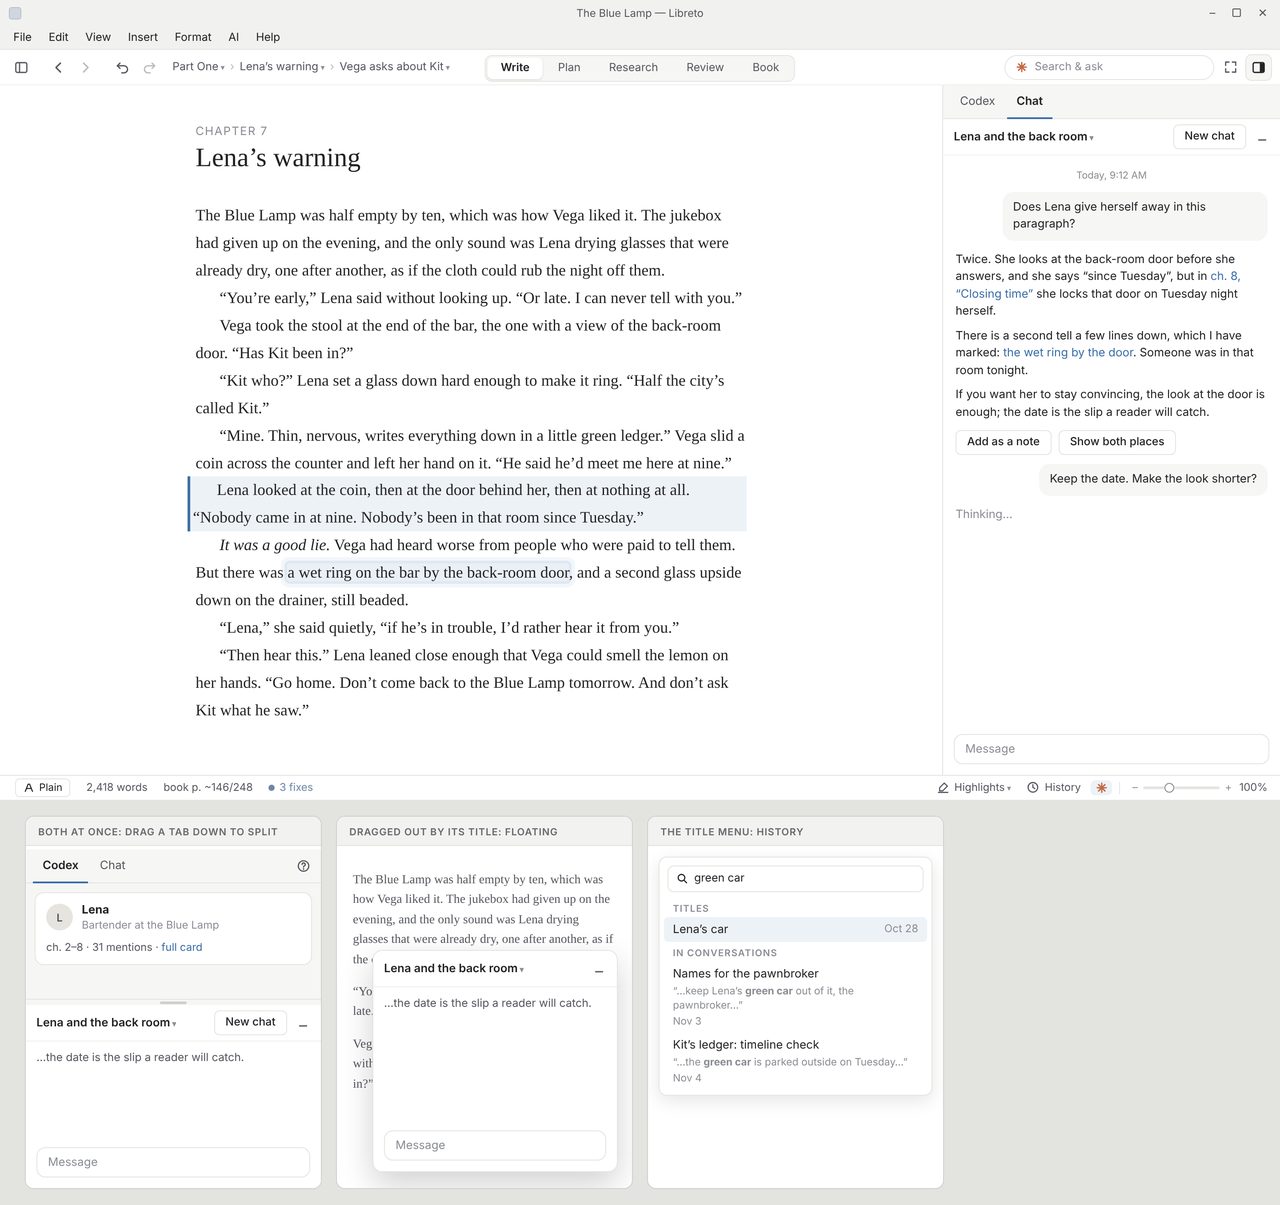 The Blue Lamp — Libreto
File Edit View Insert Format AI Help
Part One › Lena’s warning › Vega asks about Kit
Write Plan Research Review Book
Search & ask
CHAPTER 7
Lena’s warning
The Blue Lamp was half empty by ten, which was how Vega liked it. The jukebox
had given up on the evening, and the only sound was Lena drying glasses that were
already dry, one after another, as if the cloth could rub the night off them.
“You’re early,” Lena said without looking up. “Or late. I can never tell with you.”
Vega took the stool at the end of the bar, the one with a view of the back-room
door. “Has Kit been in?”
“Kit who?” Lena set a glass down hard enough to make it ring. “Half the city’s
called Kit.”
“Mine. Thin, nervous, writes everything down in a little green ledger.” Vega slid a
coin across the counter and left her hand on it. “He said he’d meet me here at nine.”
Lena looked at the coin, then at the door behind her, then at nothing at all.
“Nobody came in at nine. Nobody’s been in that room since Tuesday.”
It was a good lie. Vega had heard worse from people who were paid to tell them.
But there was a wet ring on the bar by the back-room door, and a second glass upside
down on the drainer, still beaded.
“Lena,” she said quietly, “if he’s in trouble, I’d rather hear it from you.”
“Then hear this.” Lena leaned close enough that Vega could smell the lemon on
her hands. “Go home. Don’t come back to the Blue Lamp tomorrow. And don’t ask
Kit what he saw.”
Codex Chat
Lena and the back room
New chat
Today, 9:12 AM
Does Lena give herself away in this
paragraph?
Twice. She looks at the back-room door before she
answers, and she says “since Tuesday”, but in ch. 8,
“Closing time” she locks that door on Tuesday night
herself.
There is a second tell a few lines down, which I have
marked: the wet ring by the door. Someone was in that
room tonight.
If you want her to stay convincing, the look at the door is
enough; the date is the slip a reader will catch.
Add as a note Show both places
Keep the date. Make the look shorter?
Thinking…
Message
A Plain 2,418 words book p. ~146/248 3 fixes
Highlights History − + 100%
BOTH AT ONCE: DRAG A TAB DOWN TO SPLIT
Codex Chat
L
Lena
Bartender at the Blue Lamp
ch. 2–8 · 31 mentions · full card
Lena and the back room
New chat
…the date is the slip a reader will catch.
Message
DRAGGED OUT BY ITS TITLE: FLOATING
The Blue Lamp was half empty by ten, which was
how Vega liked it. The jukebox had given up on the
evening, and the only sound was Lena drying
glasses that were already dry, one after another, as if
the
“Yo
late.
Veg
with
in?”
Lena and the back room
…the date is the slip a reader will catch.
Message
THE TITLE MENU: HISTORY
green car
TITLES
Lena’s car Oct 28
IN CONVERSATIONS
Names for the pawnbroker
“…keep Lena’s green car out of it, the
pawnbroker…”
Nov 3
Kit’s ledger: timeline check
“…the green car is parked outside on Tuesday…”
Nov 4